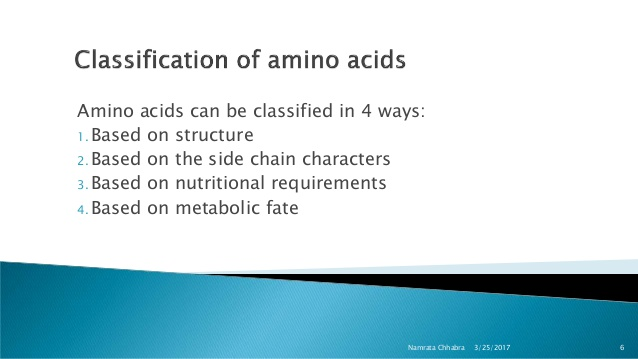 Classification of amino acids
Amino acids can be classified in 4 ways:
1. Based on structure
2. Based on the side chain characters
3. Based on nutritional requirements
4. Based on metabolic fate
Namrata Chhabra 3/25/2017 6